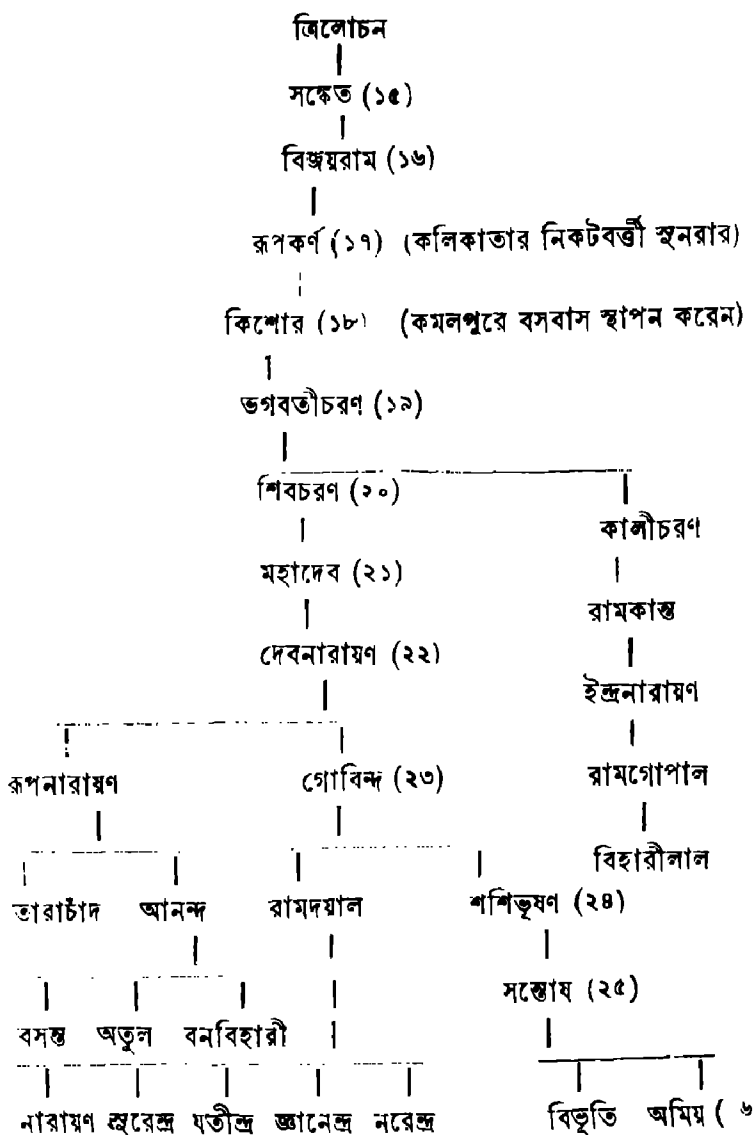 ত্রিলোচন
সঙ্কেত (১৫)
বিজয়রাম (১৬)
রূপকর্ণ (১৭) (কলিকাতার নিকটবর্ত্তী সুনরার)
কিশোর (১৮) (কমলপুরে বসবাস স্থাপন করেন)
ভগবতীচরণ (১৯)
শিবচরণ (২০)
কালীচরণ
মহাদেব (২১)
রামকান্ত
দেবনারায়ণ (২২)
ইন্দ্রনারায়ণ
রূপনারায়ণ গোবিন্দ (২৩) রামগোপাল
বিহারীলাল
তারাচাঁদ আনন্দ রামদয়াল শশিভূষণ (২৪)
সন্তোষ (২৫)
বসন্ত অতুল বনবিহারী
নারায়ণ সুরেন্দ্র যতীন্দ্র জ্ঞানেন্দ্র নরেন্দ্র বিভূতি অমিয় ( ৬